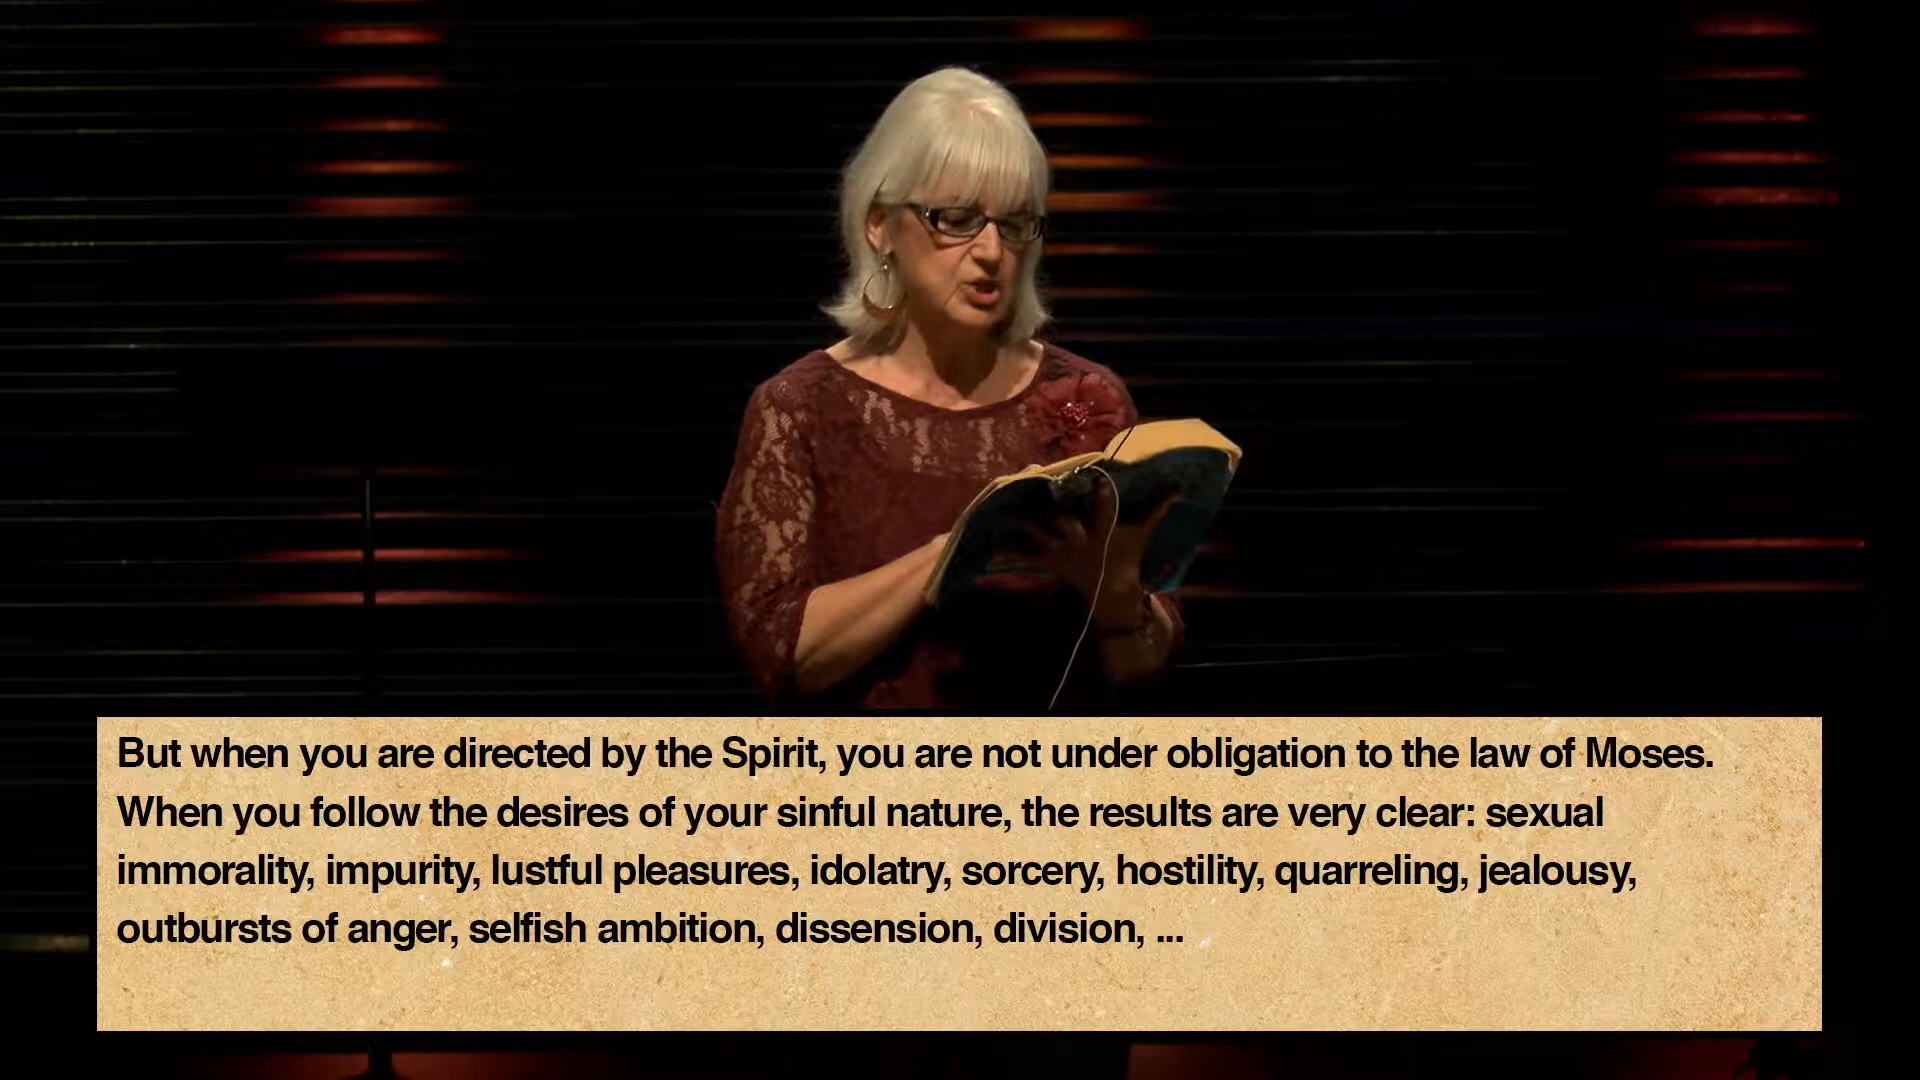 But when you are directed by the Spirit, you are not under obligation to the law of Moses.
When you follow the desires of your sinful nature, the results are very clear: sexual
immorality, impurity, lustful pleasures, idolatry, sorcery, hostility, quarreling, jealousy,
outbursts of anger, selfish ambition, dissension, division, ...